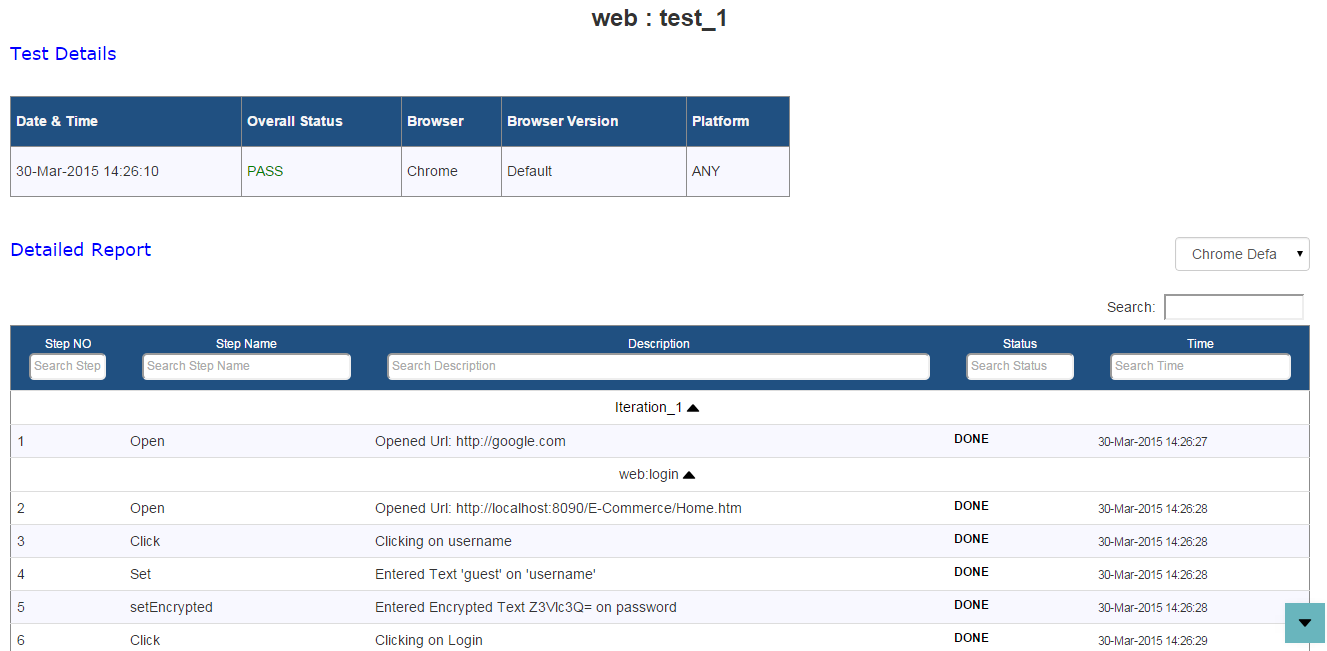 web : test_1
Test Details
Date & Time Overall Status Browser Browser Version Platform
30-Mar-2015 14:26:10 PASS Chrome Default ANY
Detailed Report
Chrome Defa
Search:
Step NO Step Name Description Status Time
Search Step Search Step Name Search Description Search Status Search Time
Iteration_1
1 Open Opened Url: http://google.com DONE 30-Mar-2015 14:26:27
web:login
2 Open Opened Url: http://localhost:8090/E-Commerce/Home.htm DONE 30-Mar-2015 14:26:28
3 Click Clicking on username DONE 30-Mar-2015 14:26:28
4 Set Entered Text 'guest' on 'username' DONE 30-Mar-2015 14:26:28
5 setEncrypted Entered Encrypted Text Z3Vlc3Q= on password DONE 30-Mar-2015 14:26:28
6 Click Clicking on Login DONE 30-Mar-2015 14:26:29